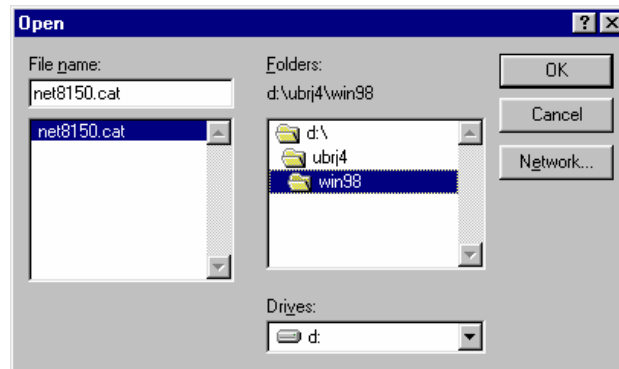 Open
File name:
net8150.cat
net8150.cat
Folders:
d:\ubrj4\win98
d:\
ubrj4
win98
Drives:
d:
OK
Cancel
Network...